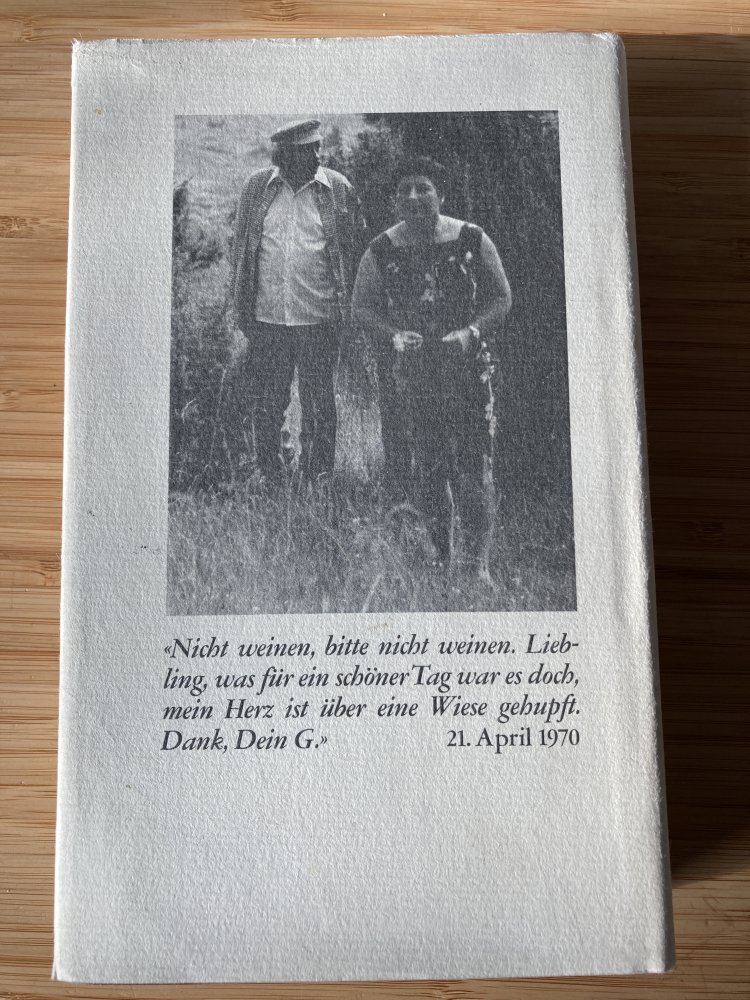 «Nicht weinen, bitte nicht weinen. Lieb-
ling, was für ein schöner Tag war es doch,
mein Herz ist über eine Wiese gehupft.
Dank, Dein G.» 21. April 1970